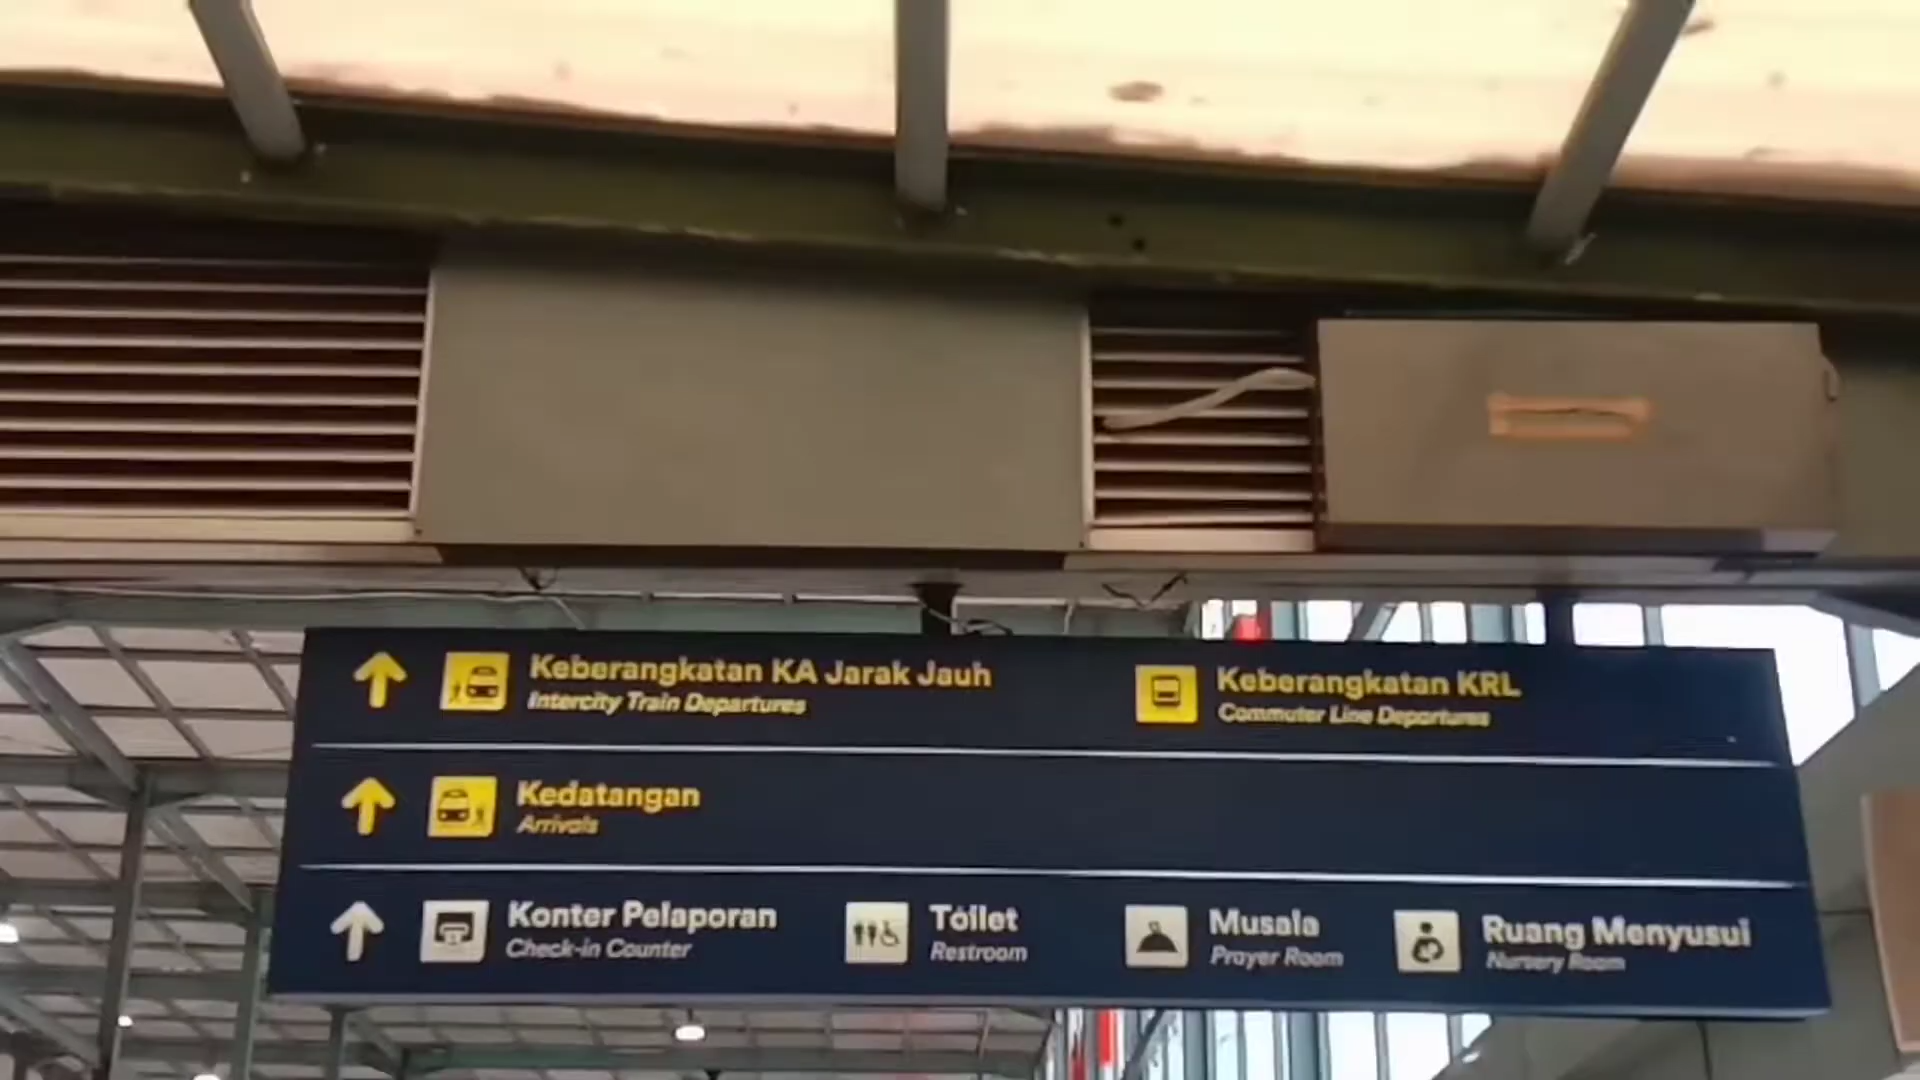 Keberangkatan KA Jarak Jauh
Intercity Train Departures
Keberangkatan KRL
Commuter Line Departures
Kedatangan
Arrivals
Konter Pelaporan
Check-in Counter
Toilet
Restroom
Musala
Prayer Room
Ruang Menyusui
Nursery Room